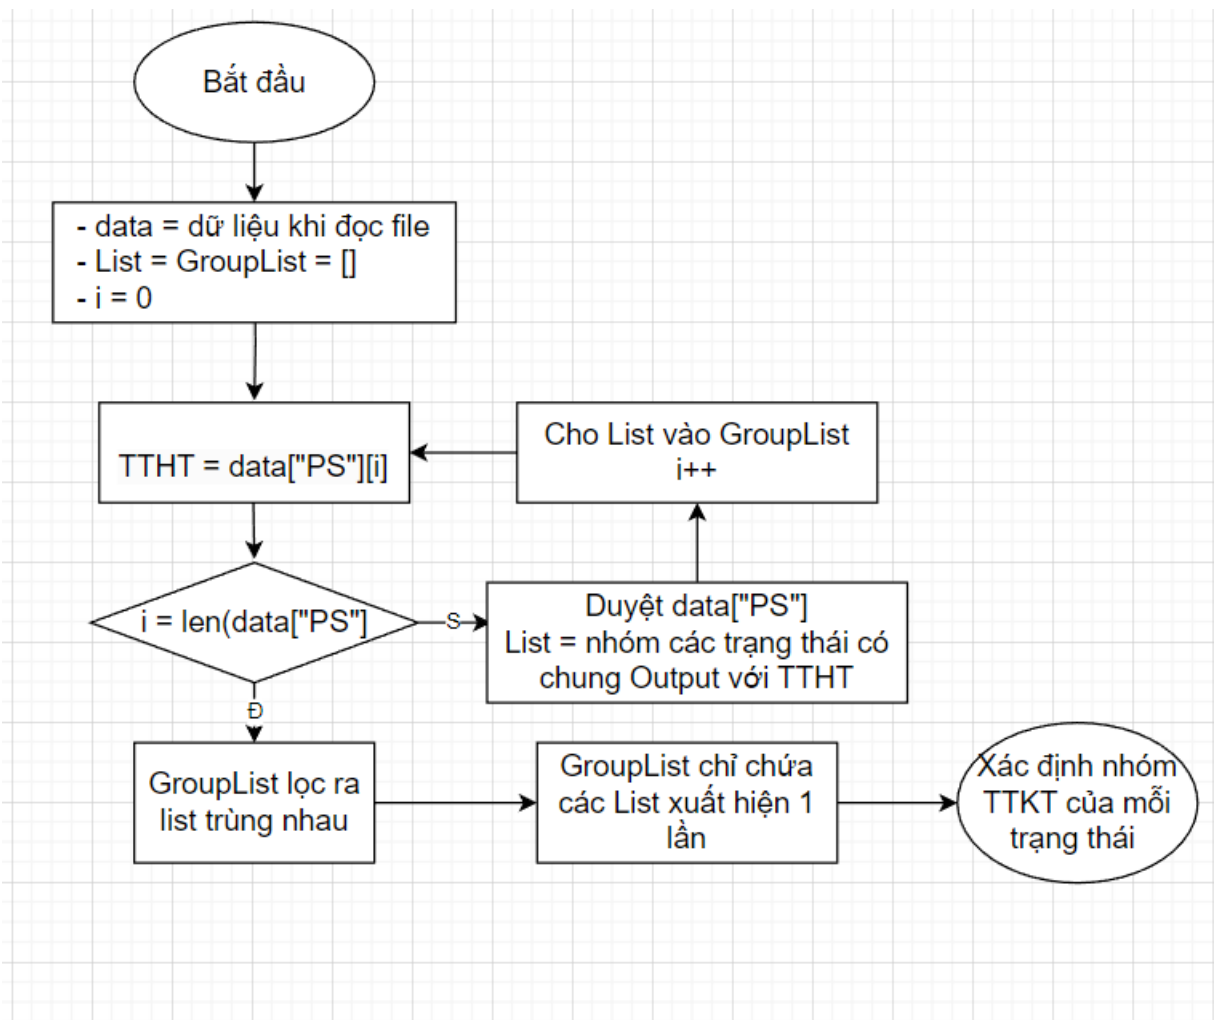 Bắt đầu
- data = dữ liệu khi đọc file
- List = GroupList = []
- i = 0
TTHT = data["PS"][i]
Cho List vào GroupList
i++
i = len(data["PS"]
S
Duyệt data["PS"]
List = nhóm các trạng thái có
chung Output với TTHT
Đ
GroupList lọc ra
list trùng nhau
GroupList chỉ chứa
các List xuất hiện 1
lần
Xác định nhóm
TTKT của mỗi
trạng thái